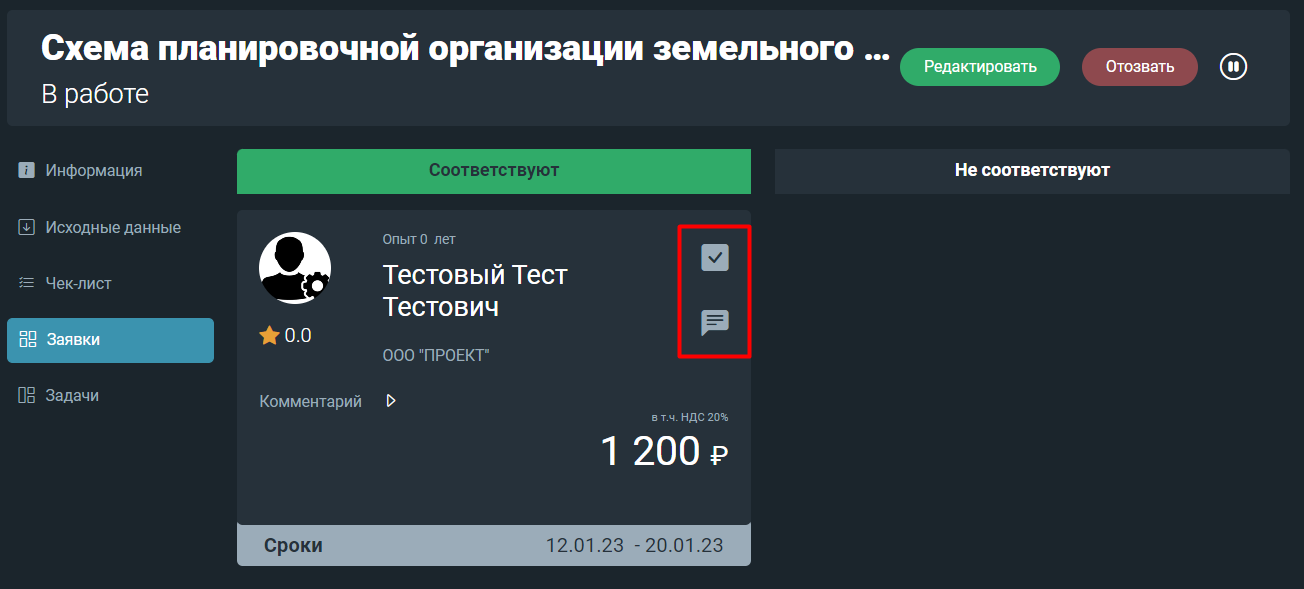 Схема планировочной организации земельного ...
В работе
Редактировать
Отозвать
Информация
Исходные данные
Чек-лист
Заявки
Задачи
Соответствуют
Не соответствуют
Опыт 0 лет
Тестовый Тест
Тестович
0.0
ООО "ПРОЕКТ"
Комментарий
в т.ч. НДС 20%
1 200 ₽
Сроки
12.01.23 - 20.01.23